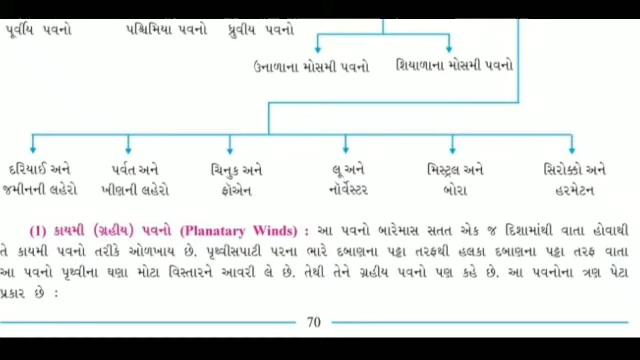 પૂર્વીય પવનો પશ્ચિમિયા પવનો ધ્રુવીય પવનો
ઉનાળાના મોસમી પવનો શિયાળાના મોસમી પવનો
દરિયાઈ અને પર્વત અને ચિનુક અને લૂ અને મિસ્ટ્રલ અને સિરોક્કો અને
જમીનની લહેરો ખીણની લહેરો ફોએન નૉર્વેસ્ટર બોરા હરમેટન
(1) કાયમી (ગ્રહીય) પવનો (Planatary Winds) : આ પવનો બારેમાસ સતત એક જ દિશામાંથી વાતા હોવાથી
તે કાયમી પવનો તરીકે ઓળખાય છે. પૃથ્વીસપાટી પરના ભારે દબાણના પટ્ટા તરફથી હલકા દબાણના પટ્ટા તરફ વાતા
આ પવનો પૃથ્વીના ઘણા મોટા વિસ્તારને આવરી લે છે. તેથી તેને ગ્રહીય પવનો પણ કહે છે. આ પવનોના ત્રણ પેટા
પ્રકાર છે :
70